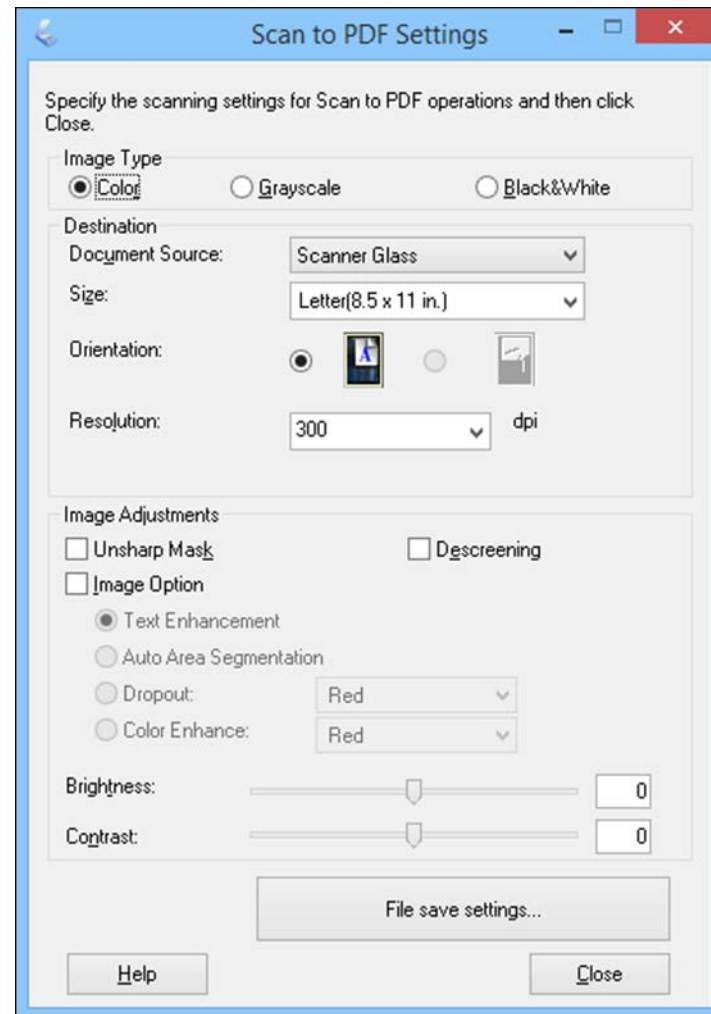 Scan to PDF Settings
Specify the scanning settings for Scan to PDF operations and then click
Close.
Image Type
Color Grayscale Black&White
Destination
Document Source: Scanner Glass
Size: Letter(8.5 x 11 in.)
Orientation: A
Resolution: 300 dpi
Image Adjustments
Unsharp Mask Descreening
Image Option
Text Enhancement
Auto Area Segmentation
Dropout: Red
Color Enhance: Red
Brightness: 0
Contrast: 0
File save settings...
Help Close